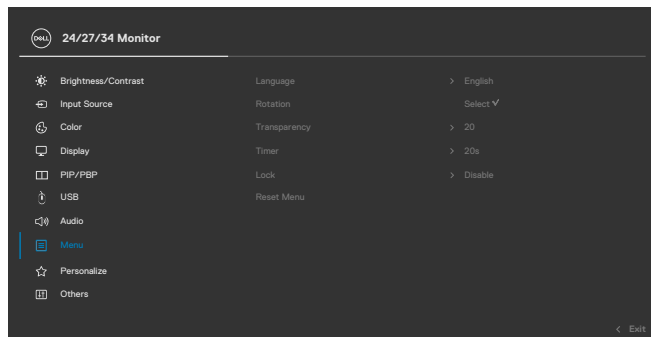 DELL 24/27/34 Monitor
Brightness/Contrast Language > English
Input Source Rotation Select ✓
Color Transparency > 20
Display Timer > 20s
PIP/PBP Lock > Disable
USB Reset Menu
Audio
Menu
Personalize
Others
< Exit